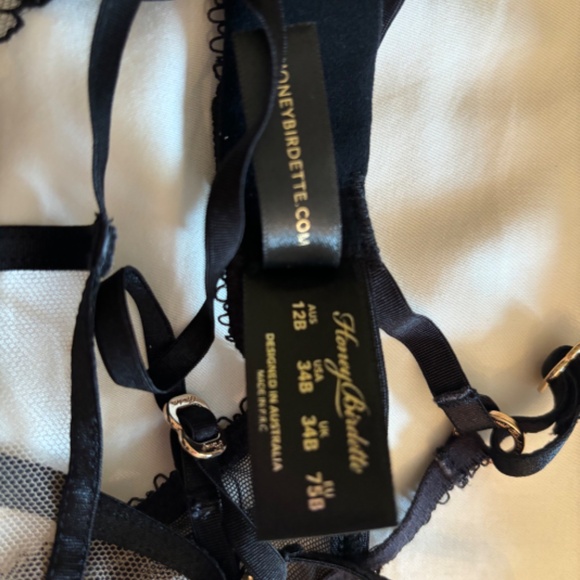 HONEYBIRDETTE.COM
Honey Birdette
AUS USA UK EU
12B 34B 34B 75B
DESIGNED IN AUSTRALIA
MADE IN P.R.C